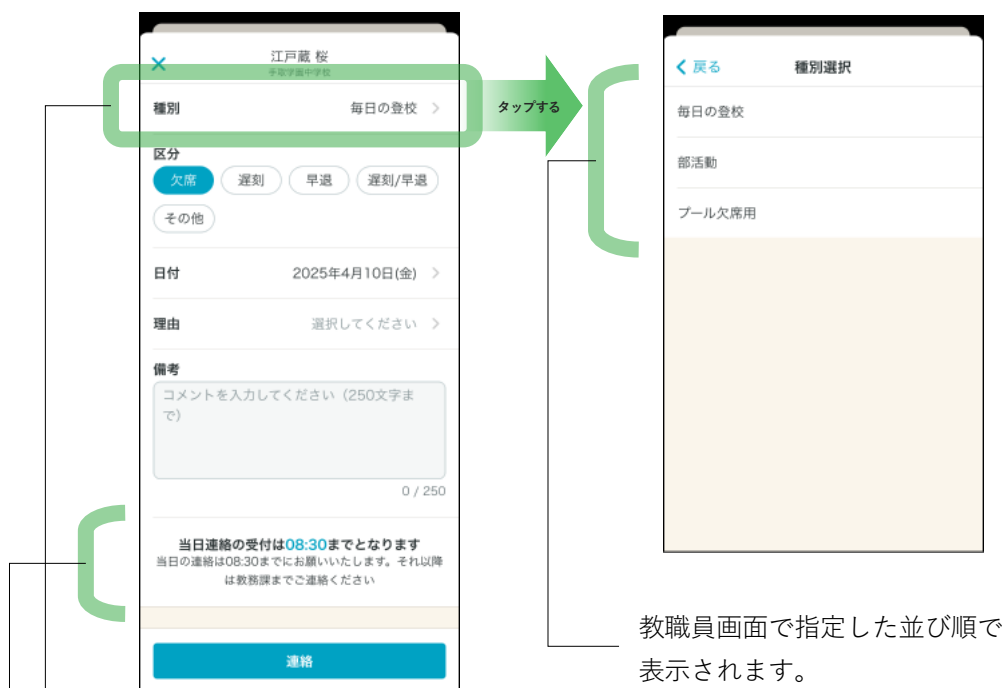 江戸蔵 桜
手取学園中学校
種別
毎日の登校
区分
欠席
遅刻
早退
遅刻/早退
その他
日付
2025年4月10日(金)
理由
選択してください
備考
コメントを入力してください（250文字ま
で）
0 / 250
当日連絡の受付は08:30までとなります
当日の連絡は08:30までにお願いいたします。それ以降
は教務課までご連絡ください
連絡
タップする
戻る
種別選択
毎日の登校
部活動
プール欠席用
教職員画面で指定した並び順で
表示されます。